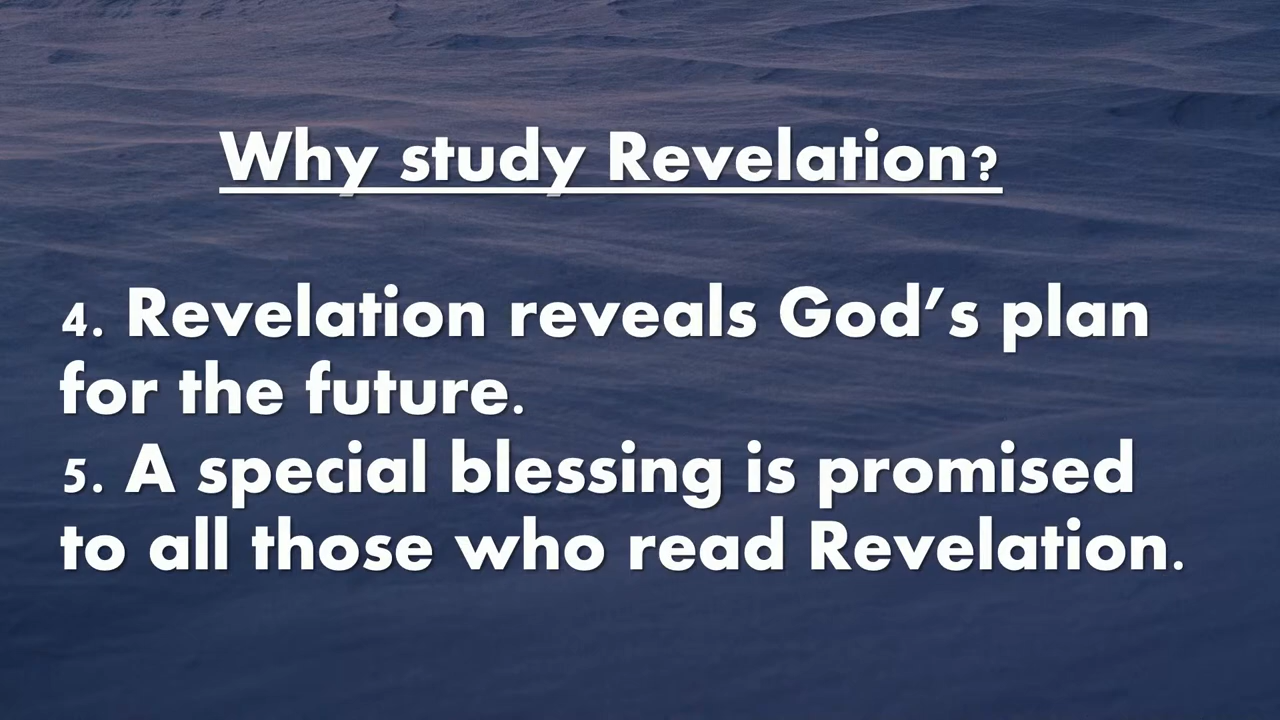 Why study Revelation?
4. Revelation reveals God’s plan
for the future.
5. A special blessing is promised
to all those who read Revelation.